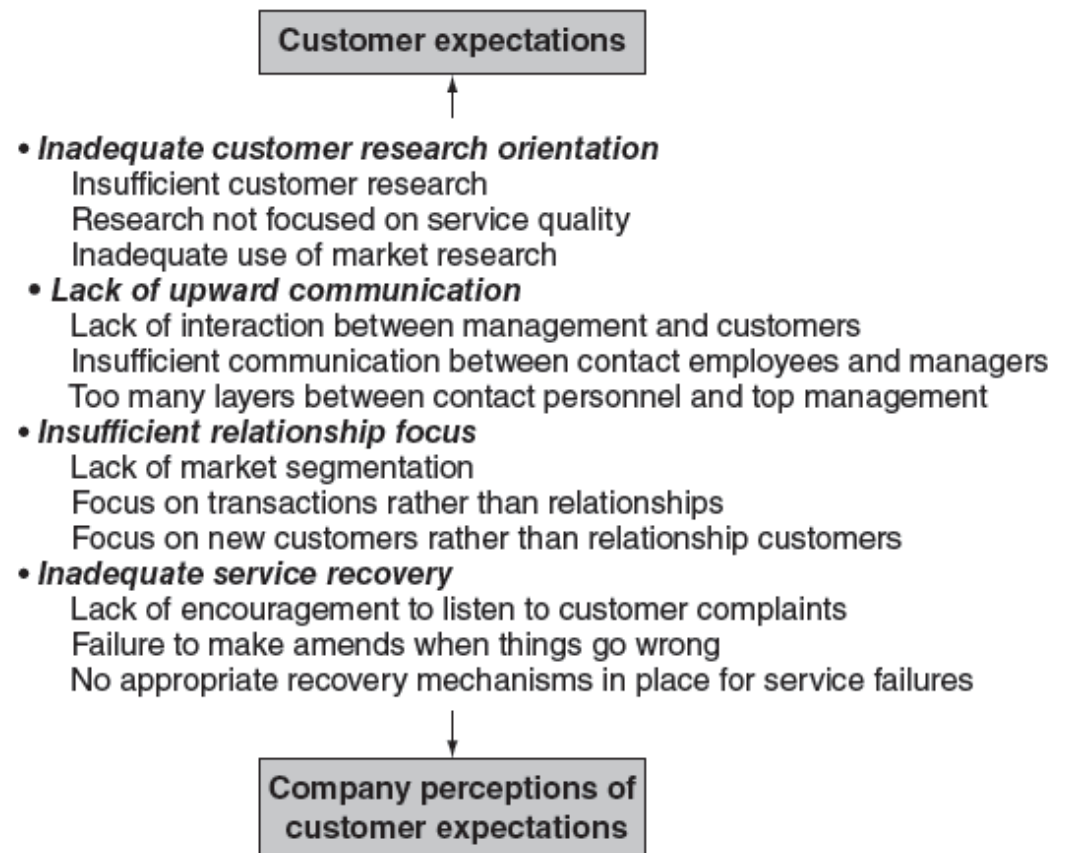 Customer expectations
• Inadequate customer research orientation
Insufficient customer research
Research not focused on service quality
Inadequate use of market research
• Lack of upward communication
Lack of interaction between management and customers
Insufficient communication between contact employees and managers
Too many layers between contact personnel and top management
• Insufficient relationship focus
Lack of market segmentation
Focus on transactions rather than relationships
Focus on new customers rather than relationship customers
• Inadequate service recovery
Lack of encouragement to listen to customer complaints
Failure to make amends when things go wrong
No appropriate recovery mechanisms in place for service failures
Company perceptions of
customer expectations